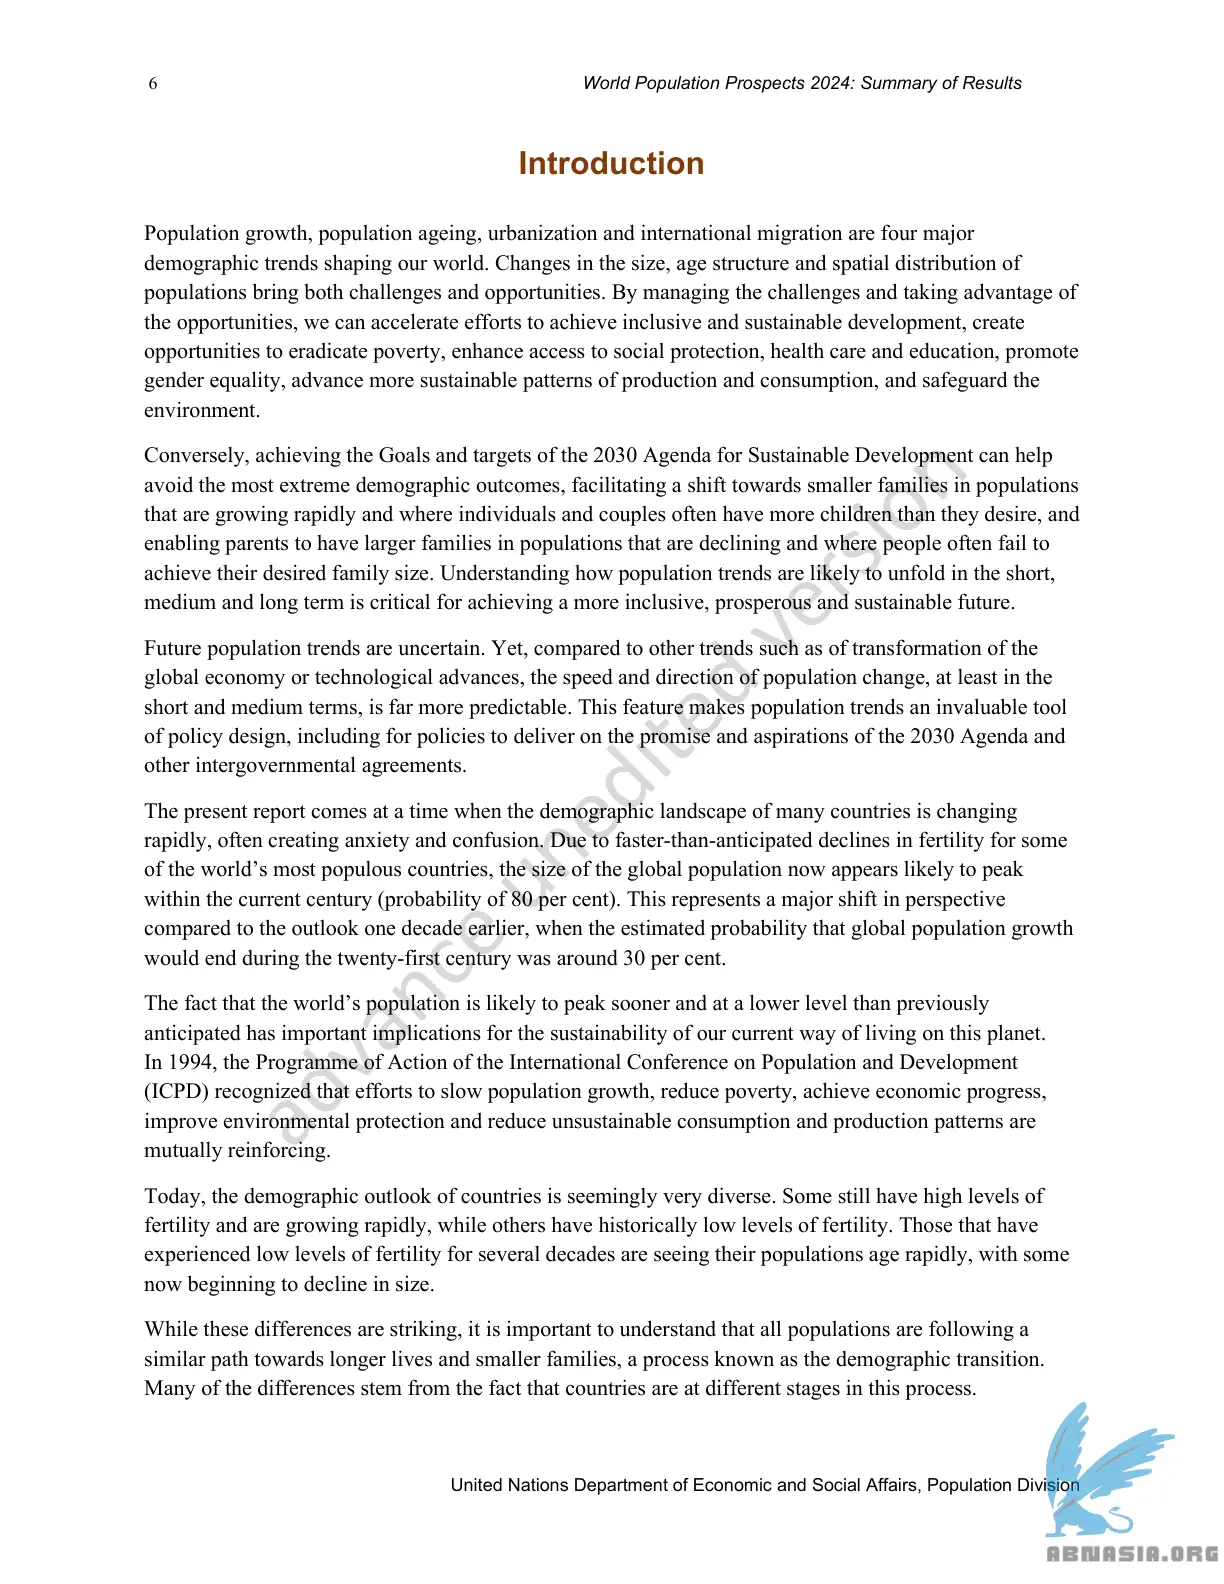 6
World Population Prospects 2024: Summary of Results
Introduction
Population growth, population ageing, urbanization and international migration are four major
demographic trends shaping our world. Changes in the size, age structure and spatial distribution of
populations bring both challenges and opportunities. By managing the challenges and taking advantage of
the opportunities, we can accelerate efforts to achieve inclusive and sustainable development, create
opportunities to eradicate poverty, enhance access to social protection, health care and education, promote
gender equality, advance more sustainable patterns of production and consumption, and safeguard the
environment.
Conversely, achieving the Goals and targets of the 2030 Agenda for Sustainable Development can help
avoid the most extreme demographic outcomes, facilitating a shift towards smaller families in populations
that are growing rapidly and where individuals and couples often have more children than they desire, and
enabling parents to have larger families in populations that are declining and where people often fail to
achieve their desired family size. Understanding how population trends are likely to unfold in the short,
medium and long term is critical for achieving a more inclusive, prosperous and sustainable future.
Future population trends are uncertain. Yet, compared to other trends such as of transformation of the
global economy or technological advances, the speed and direction of population change, at least in the
short and medium terms, is far more predictable. This feature makes population trends an invaluable tool
of policy design, including for policies to deliver on the promise and aspirations of the 2030 Agenda and
other intergovernmental agreements.
The present report comes at a time when the demographic landscape of many countries is changing
rapidly, often creating anxiety and confusion. Due to faster-than-anticipated declines in fertility for some
of the world’s most populous countries, the size of the global population now appears likely to peak
within the current century (probability of 80 per cent). This represents a major shift in perspective
compared to the outlook one decade earlier, when the estimated probability that global population growth
would end during the twenty-first century was around 30 per cent.
The fact that the world’s population is likely to peak sooner and at a lower level than previously
anticipated has important implications for the sustainability of our current way of living on this planet.
In 1994, the Programme of Action of the International Conference on Population and Development
(ICPD) recognized that efforts to slow population growth, reduce poverty, achieve economic progress,
improve environmental protection and reduce unsustainable consumption and production patterns are
mutually reinforcing.
Today, the demographic outlook of countries is seemingly very diverse. Some still have high levels of
fertility and are growing rapidly, while others have historically low levels of fertility. Those that have
experienced low levels of fertility for several decades are seeing their populations age rapidly, with some
now beginning to decline in size.
While these differences are striking, it is important to understand that all populations are following a
similar path towards longer lives and smaller families, a process known as the demographic transition.
Many of the differences stem from the fact that countries are at different stages in this process.
advance unedited version
United Nations Department of Economic and Social Affairs, Population Division
ABNASIA.ORG